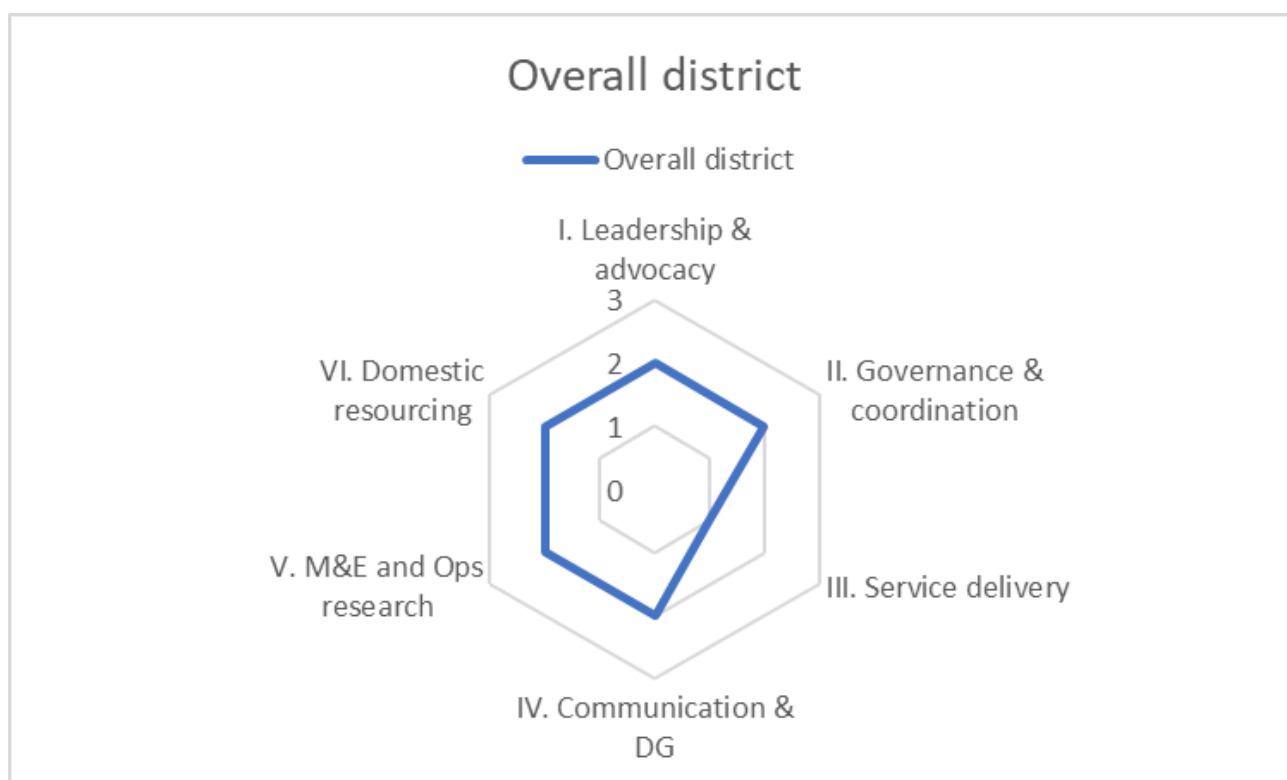 Overall district
Overall district
I. Leadership &
advocacy
3
2
1
0
II. Governance &
coordination
III. Service delivery
IV. Communication &
DG
V. M&E and Ops
research
VI. Domestic
resourcing